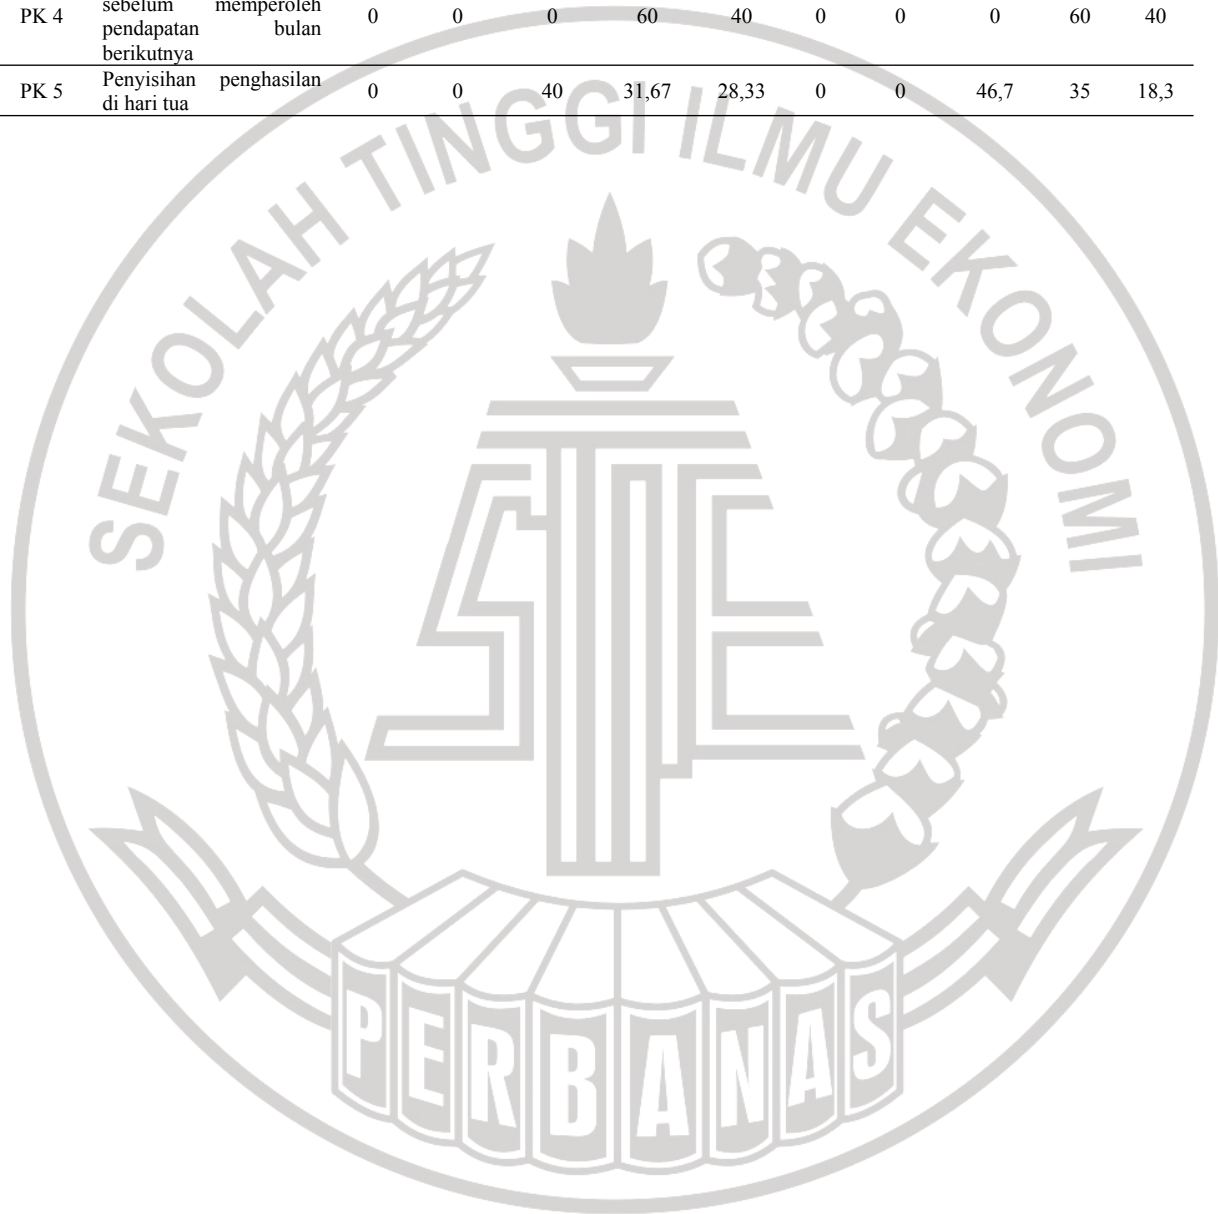 sebelum memperoleh
PK 4 pendapatan bulan 0 0 0 60 40 0 0 0 60 40
berikutnya
PK 5 Penyisihan penghasilan di hari tua 0 0 40 31,67 28,33 0 0 46,7 35 18,3
SEKOLAH TINGGI ILMU EKONOMI
STIE
PERBANAS